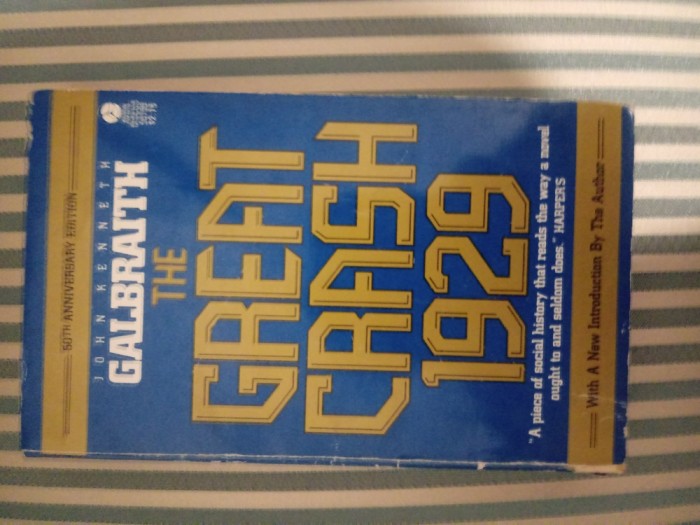 50TH ANNIVERSARY EDITION
JOHN KENNETH
GALBRAITH
THE
GREAT
CRASH
1929
"A piece of social history that reads the way a novel
ought to and seldom does." HARPER'S
With A New Introduction By The Author